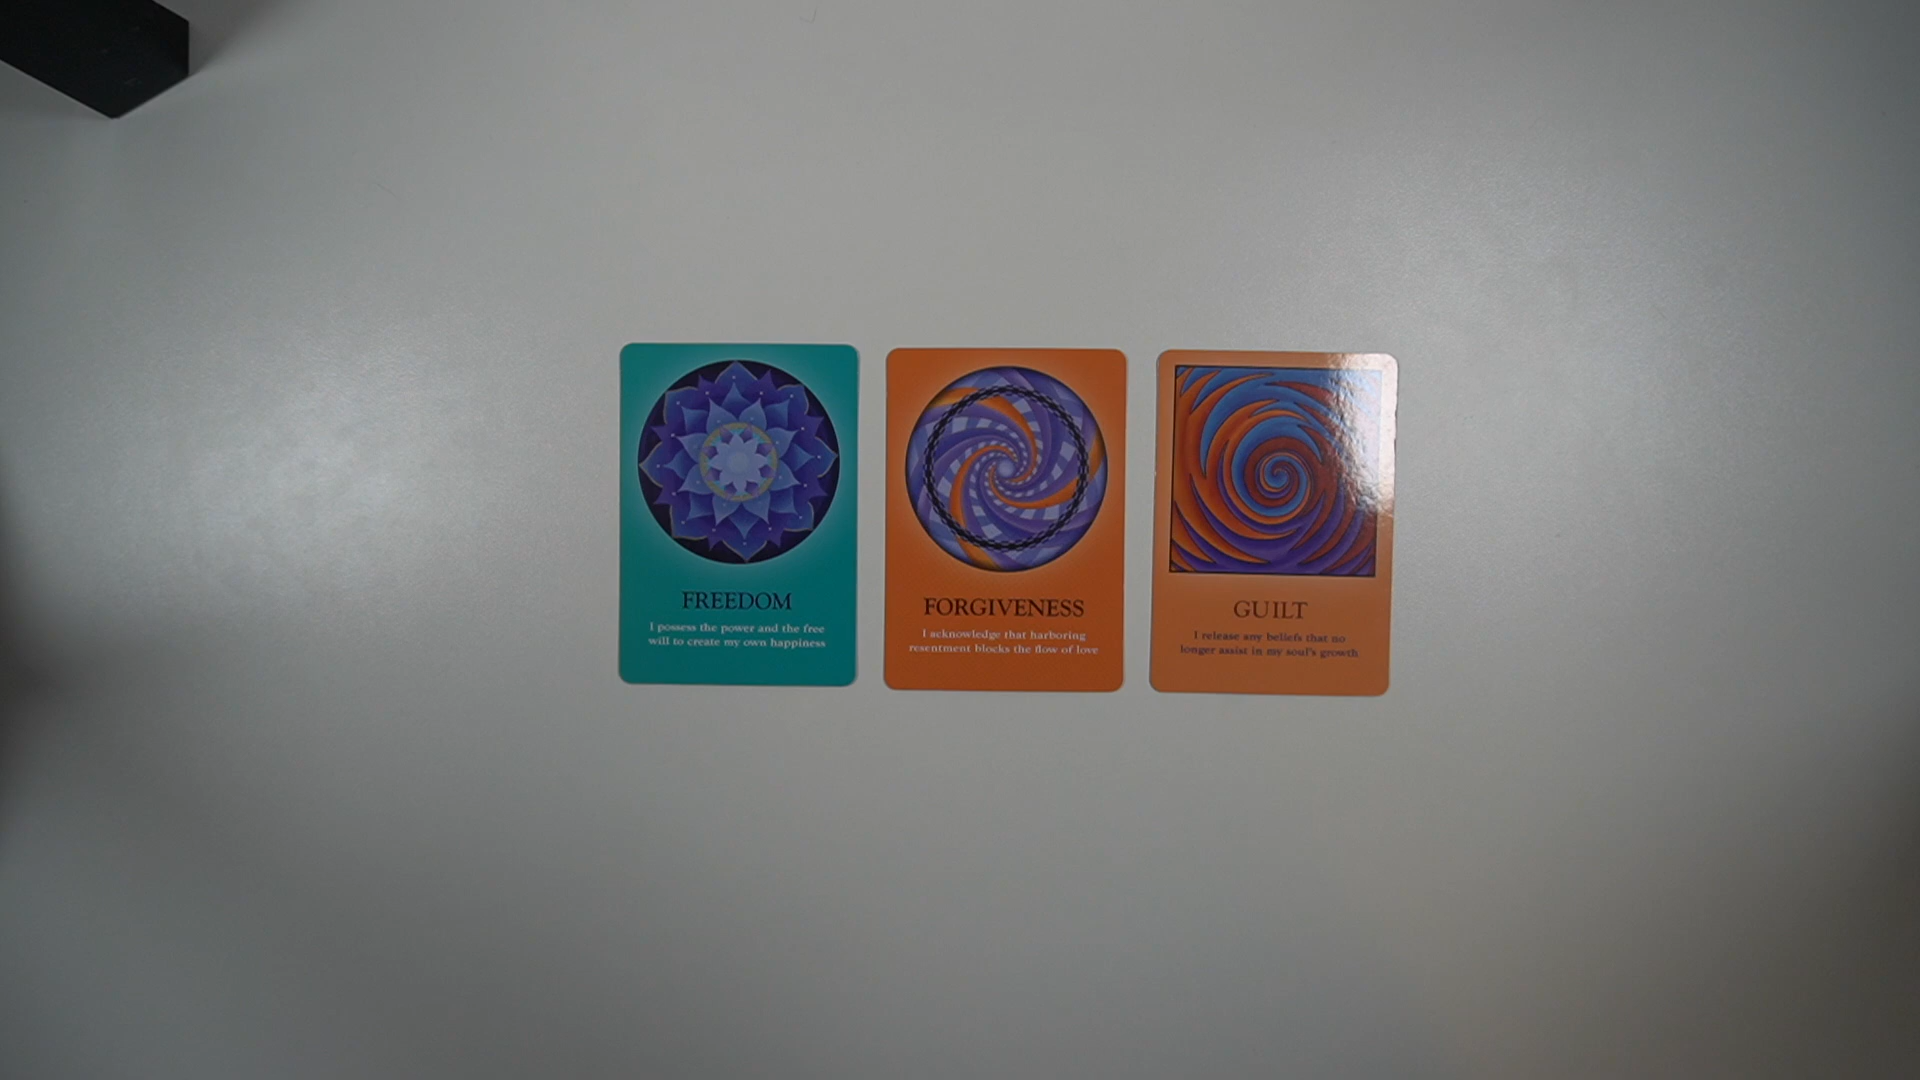 FREEDOM
I possess the power and the free
will to create my own happiness
FORGIVENESS
I acknowledge that harboring
resentment blocks the flow of love
GUILT
I release any beliefs that no
longer assist in my soul's growth